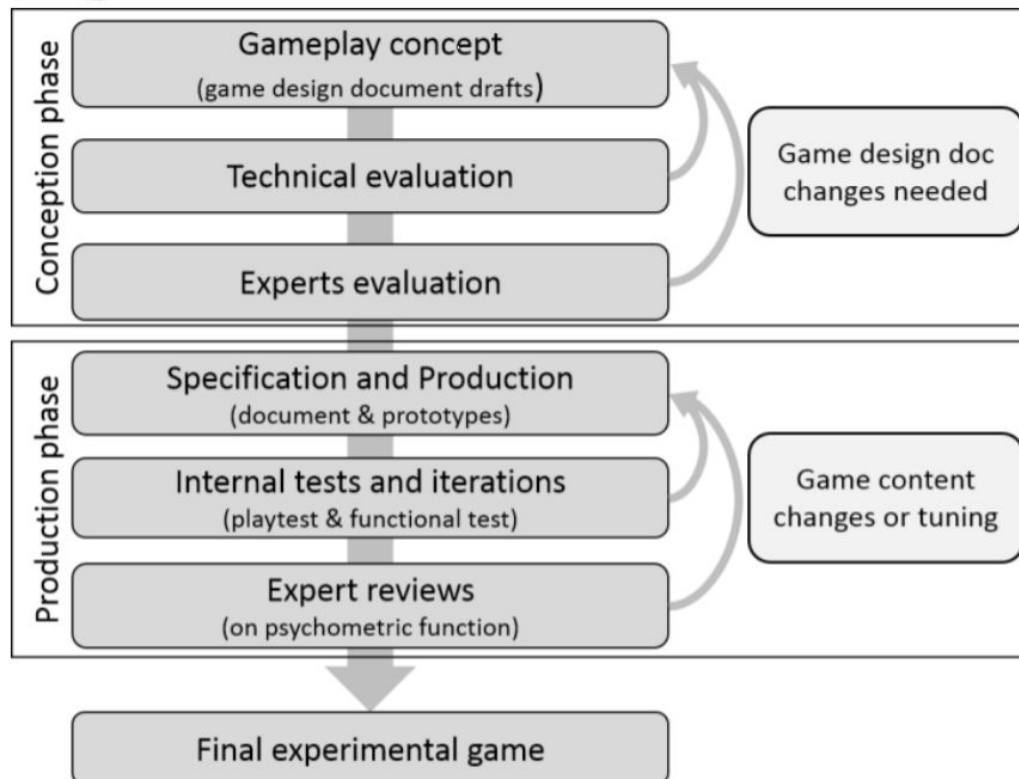 Conception phase
Gameplay concept
(game design document drafts)
Technical evaluation
Experts evaluation
Game design doc
changes needed
Production phase
Specification and Production
(document & prototypes)
Internal tests and iterations
(playtest & functional test)
Expert reviews
(on psychometric function)
Game content
changes or tuning
Final experimental game